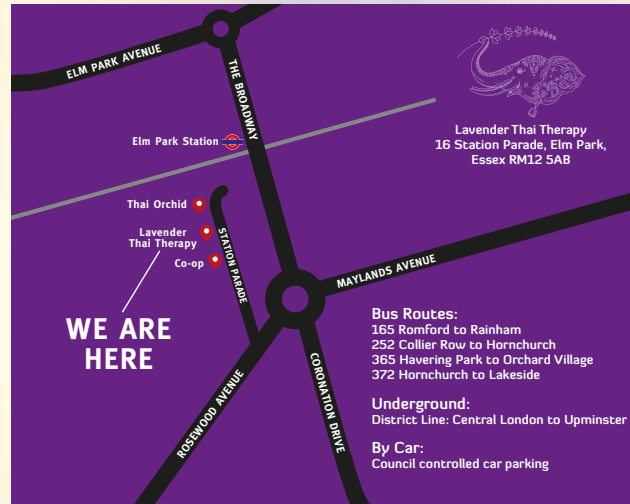 ELM PARK AVENUE
THE BROADWAY
Elm Park Station
Lavender Thai Therapy
16 Station Parade, Elm Park,
Essex RM12 5AB
Thai Orchid
Lavender
Thai Therapy
Co-op
STATION PARADE
WE ARE
HERE
MAYLANDS AVENUE
ROSEWOOD AVENUE
CORONATION DRIVE
Bus Routes:
165 Romford to Rainham
252 Collier Row to Hornchurch
365 Havering Park to Orchard Village
372 Hornchurch to Lakeside
Underground:
District Line: Central London to Upminster
By Car:
Council controlled car parking